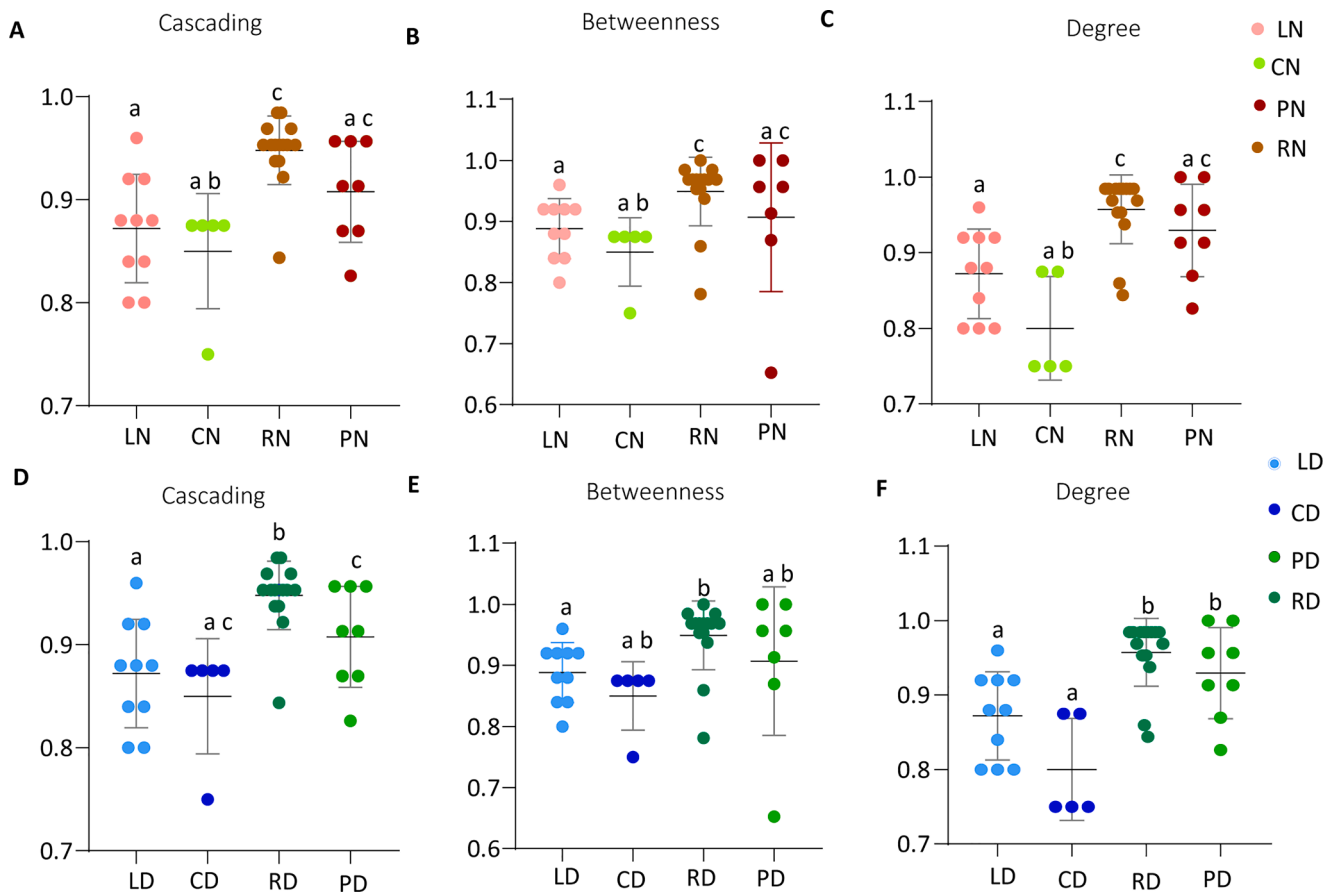 A
Cascading
a
a b
c
a c
1.0
0.9
0.8
0.7
LN
CN
RN
PN
B
Betweenness
a
a b
c
a c
1.1
1.0
0.9
0.8
0.7
0.6
LN
CN
RN
PN
C
Degree
a
a b
c
a c
1.1
1.0
0.9
0.8
0.7
LN
CN
RN
PN
LN
CN
PN
RN
D
Cascading
a
a c
b
c
1.0
0.9
0.8
0.7
LD
CD
RD
PD
E
Betweenness
a
a b
b
a b
1.1
1.0
0.9
0.8
0.7
0.6
LD
CD
RD
PD
F
Degree
a
a
b
b
1.1
1.0
0.9
0.8
0.7
LD
CD
RD
PD
LD
CD
PD
RD